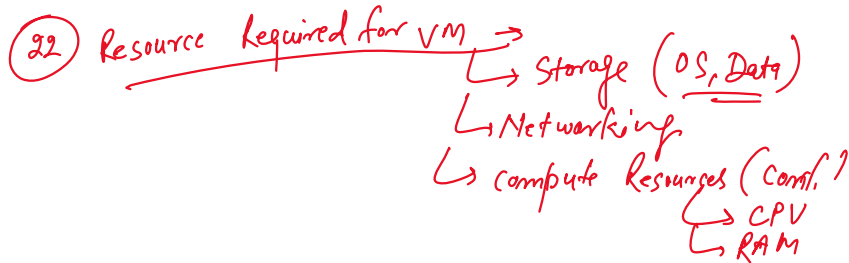 22 Resource Required for VM →
↳ Storage (OS, Data)
↳ Networking
↳ Compute Resources (Conf.)
↳ CPU
↳ RAM